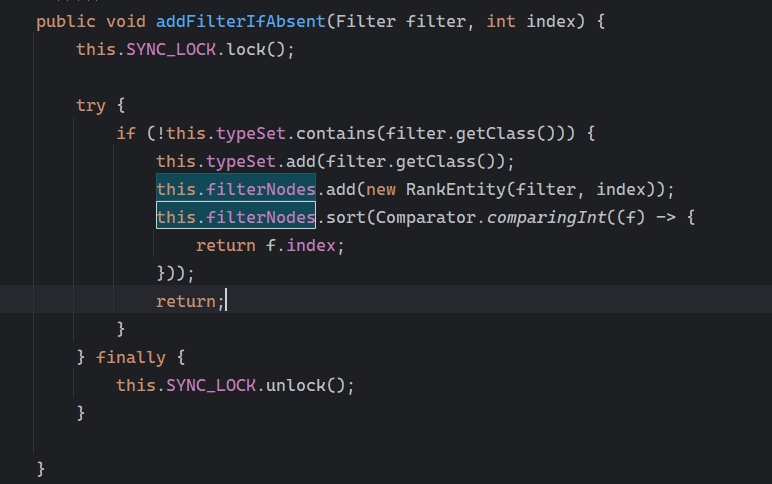 public void addFilterIfAbsent(Filter filter, int index) {
this.SYNC_LOCK.lock();
try {
if (!this.typeSet.contains(filter.getClass())) {
this.typeSet.add(filter.getClass());
this.filterNodes.add(new RankEntity(filter, index));
this.filterNodes.sort(Comparator.comparingInt((f) -> {
return f.index;
}));
return;
}
} finally {
this.SYNC_LOCK.unlock();
}
}